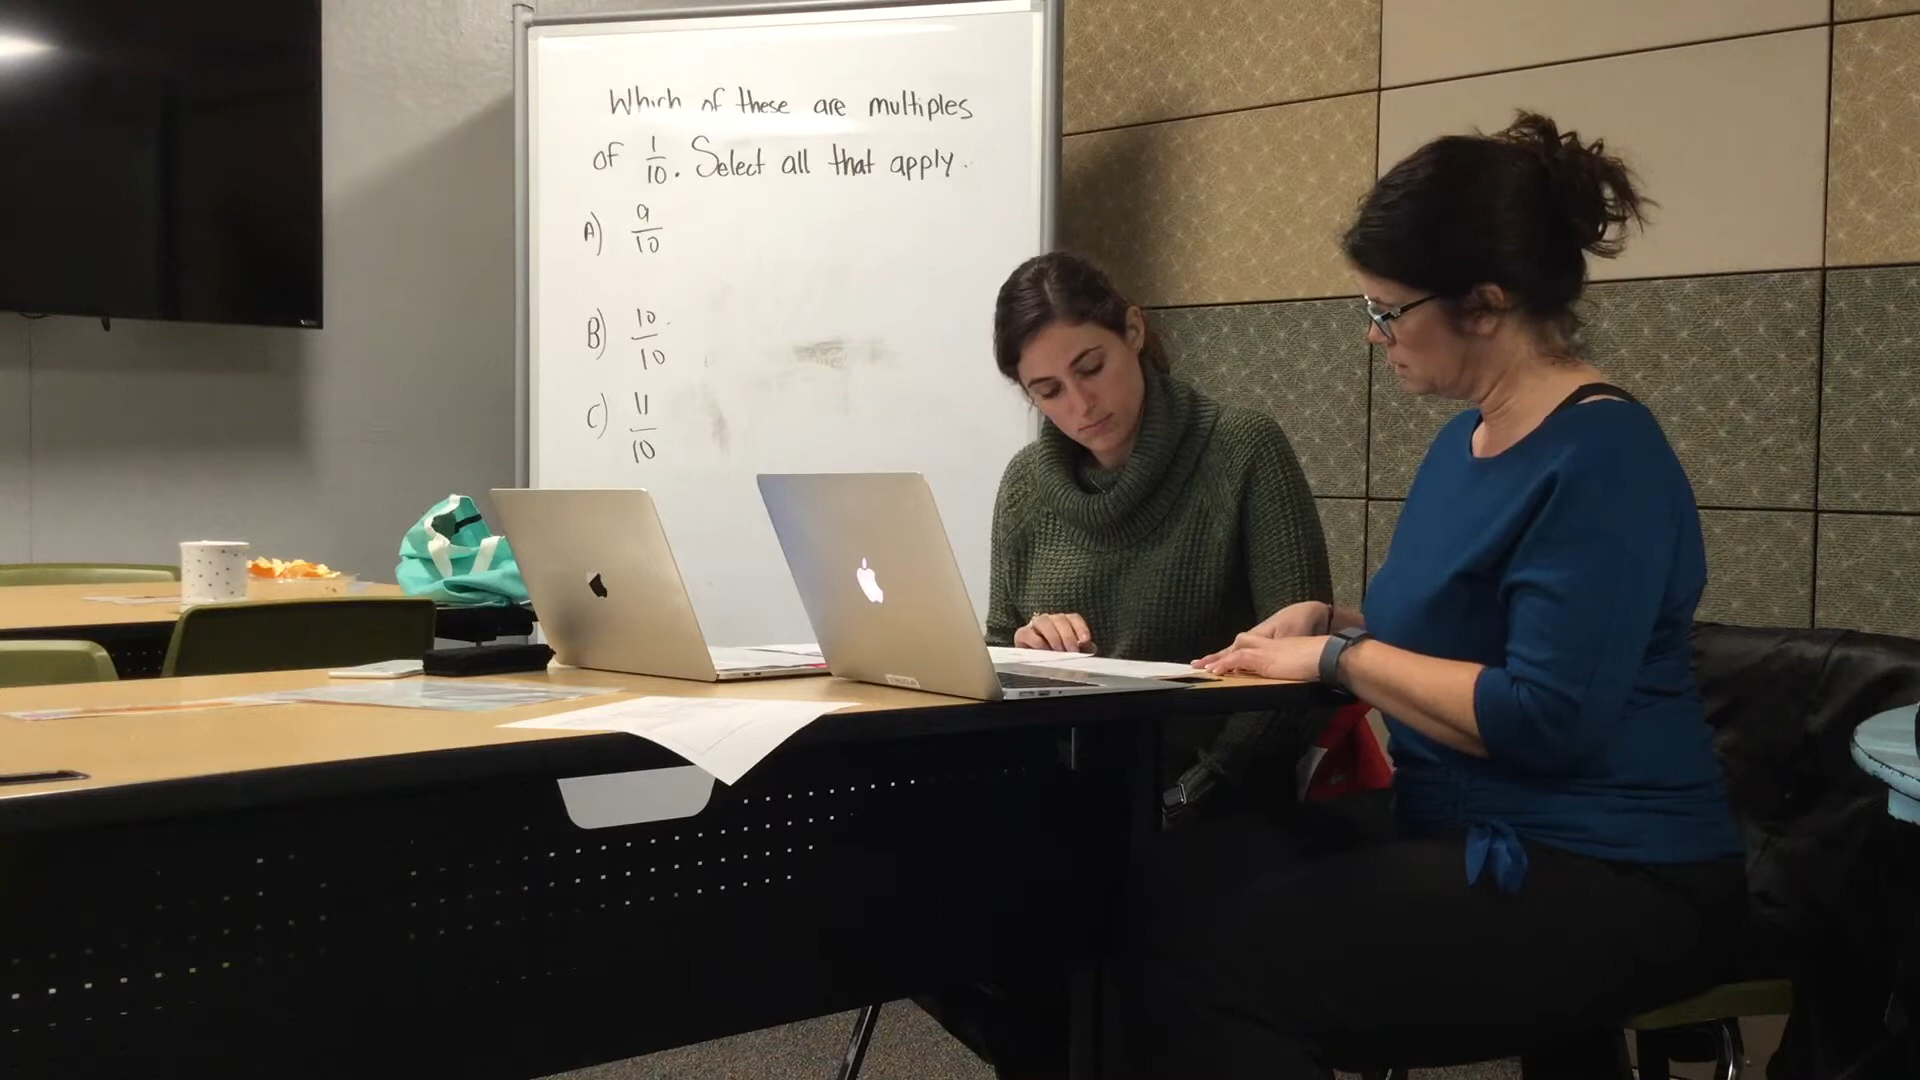 Which of these are multiples
of 1/10. Select all that apply.
A) 9/10
B) 10/10
C) 11/10